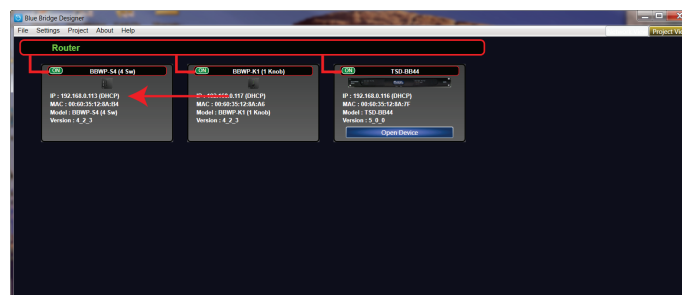 Blue Bridge Designer
File Settings Project About Help
Project Vi
Router
ON BBWP-S4 (4 Sw)
IP : 192.168.0.113 (DHCP)
MAC : 00:60:35:12:8A:B4
Model : BBWP-S4 (4 Sw)
Version : 4_2_3
ON BBWP-K1 (1 Knob)
IP : 192.168.0.117 (DHCP)
MAC : 00:60:35:12:8A:A6
Model : BBWP-K1 (1 Knob)
Version : 4_2_3
ON TSD-BB44
IP : 192.168.0.116 (DHCP)
MAC : 00:60:35:12:8A:7F
Model : TSD-BB44
Version : 5_0_0
Open Device